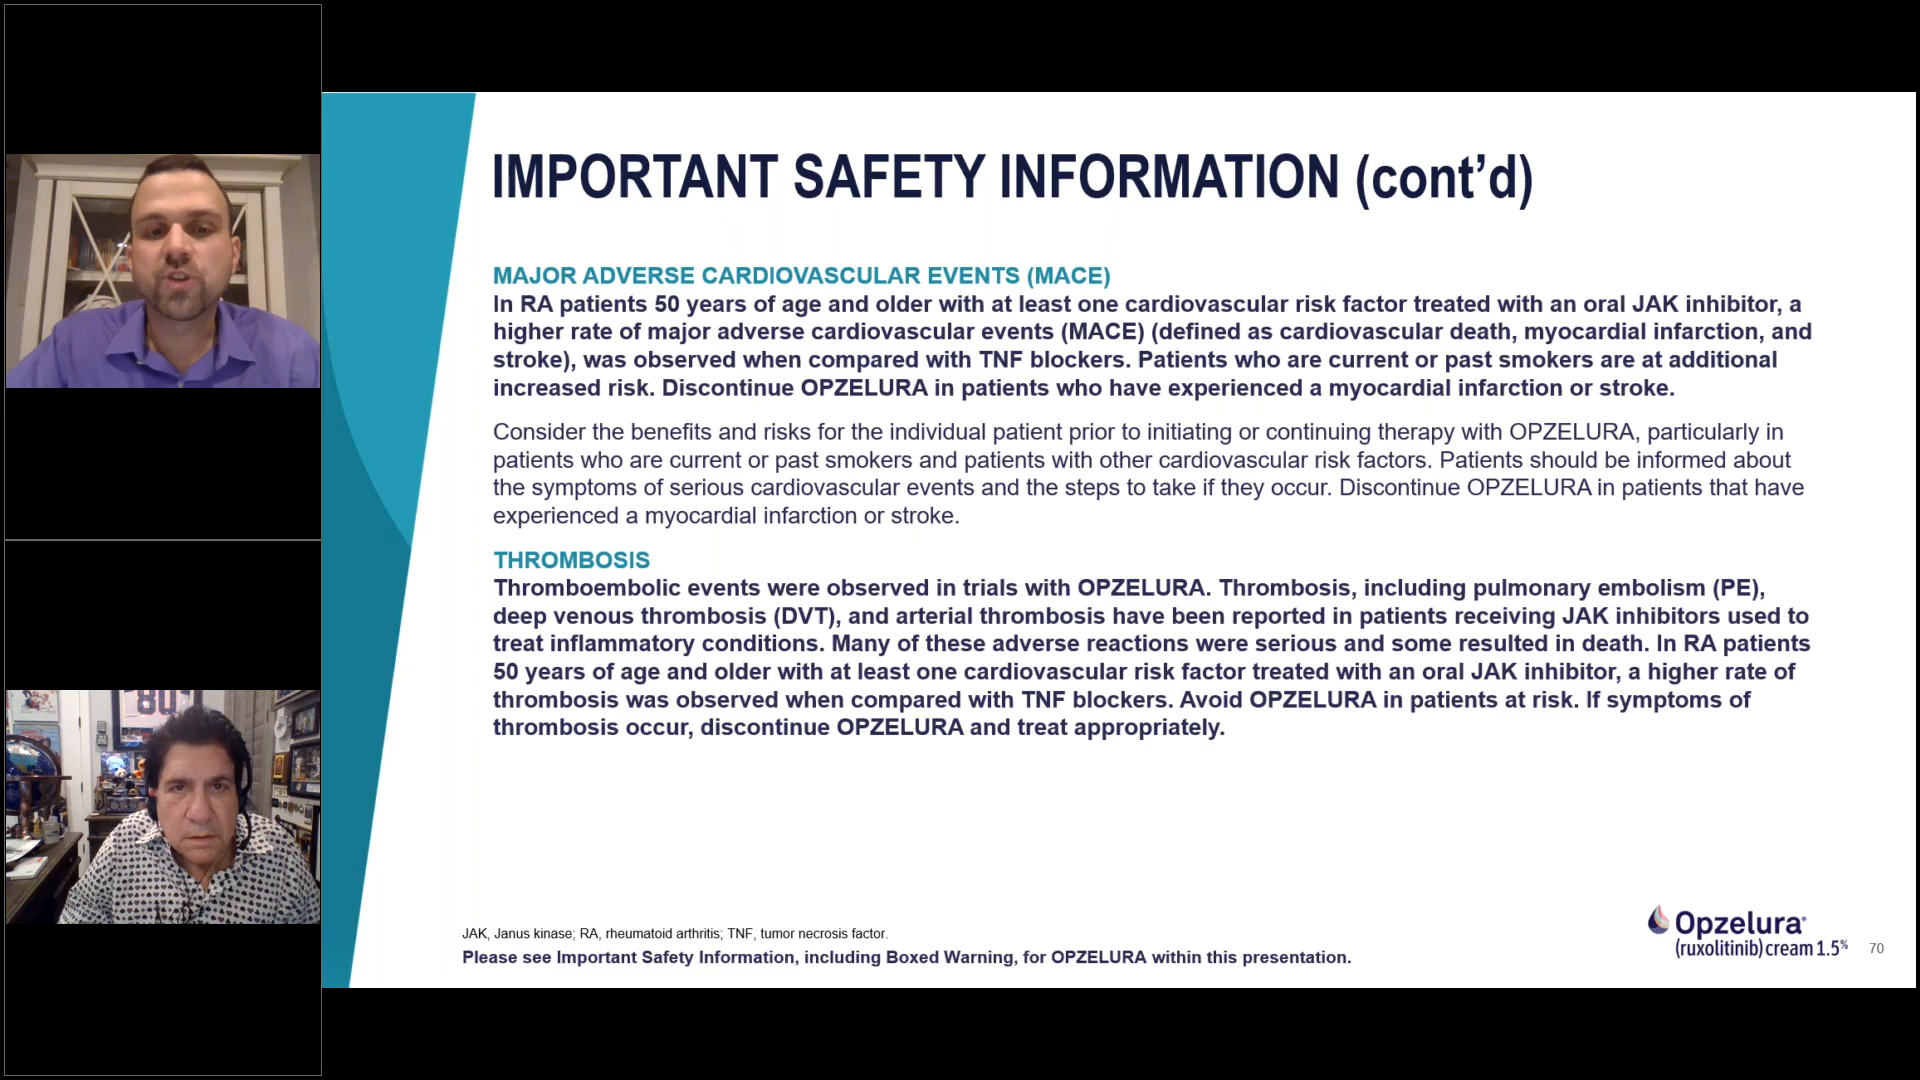 IMPORTANT SAFETY INFORMATION (cont’d)
MAJOR ADVERSE CARDIOVASCULAR EVENTS (MACE)
In RA patients 50 years of age and older with at least one cardiovascular risk factor treated with an oral JAK inhibitor, a
higher rate of major adverse cardiovascular events (MACE) (defined as cardiovascular death, myocardial infarction, and
stroke), was observed when compared with TNF blockers. Patients who are current or past smokers are at additional
increased risk. Discontinue OPZELURA in patients who have experienced a myocardial infarction or stroke.
Consider the benefits and risks for the individual patient prior to initiating or continuing therapy with OPZELURA, particularly in
patients who are current or past smokers and patients with other cardiovascular risk factors. Patients should be informed about
the symptoms of serious cardiovascular events and the steps to take if they occur. Discontinue OPZELURA in patients that have
experienced a myocardial infarction or stroke.
THROMBOSIS
Thromboembolic events were observed in trials with OPZELURA. Thrombosis, including pulmonary embolism (PE),
deep venous thrombosis (DVT), and arterial thrombosis have been reported in patients receiving JAK inhibitors used to
treat inflammatory conditions. Many of these adverse reactions were serious and some resulted in death. In RA patients
50 years of age and older with at least one cardiovascular risk factor treated with an oral JAK inhibitor, a higher rate of
thrombosis was observed when compared with TNF blockers. Avoid OPZELURA in patients at risk. If symptoms of
thrombosis occur, discontinue OPZELURA and treat appropriately.
JAK, Janus kinase; RA, rheumatoid arthritis; TNF, tumor necrosis factor.
Please see Important Safety Information, including Boxed Warning, for OPZELURA within this presentation.
Opzelura®
(ruxolitinib) cream 1.5%
70
80